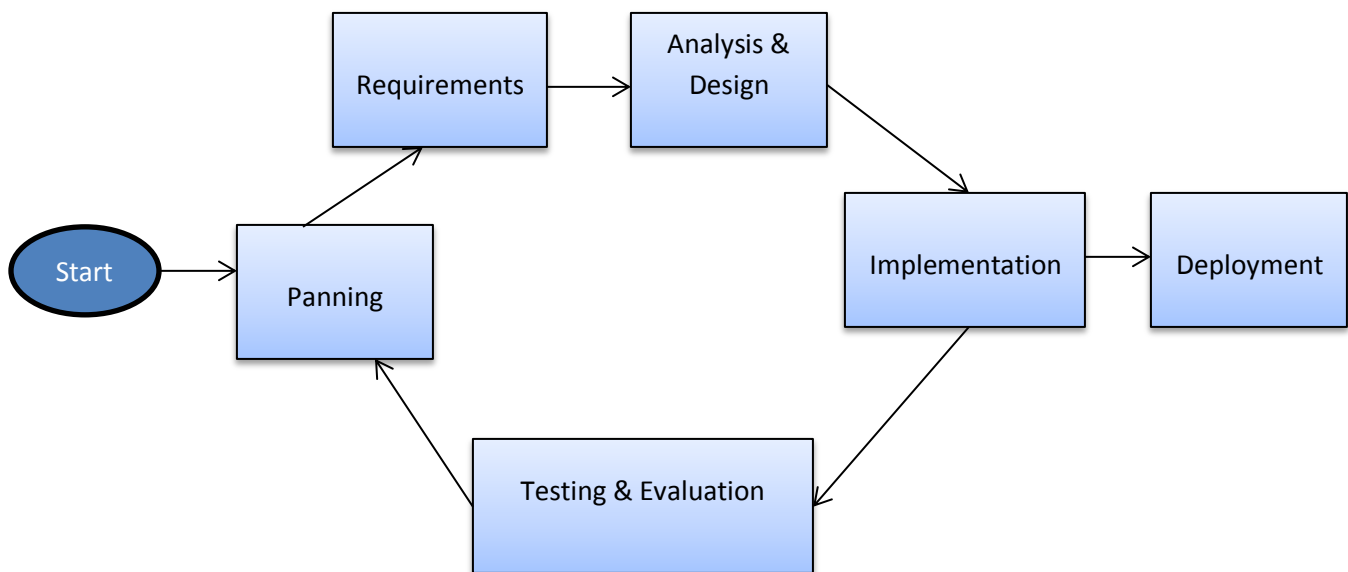 Requirements
Analysis &
Design
Start
Panning
Implementation
Deployment
Testing & Evaluation